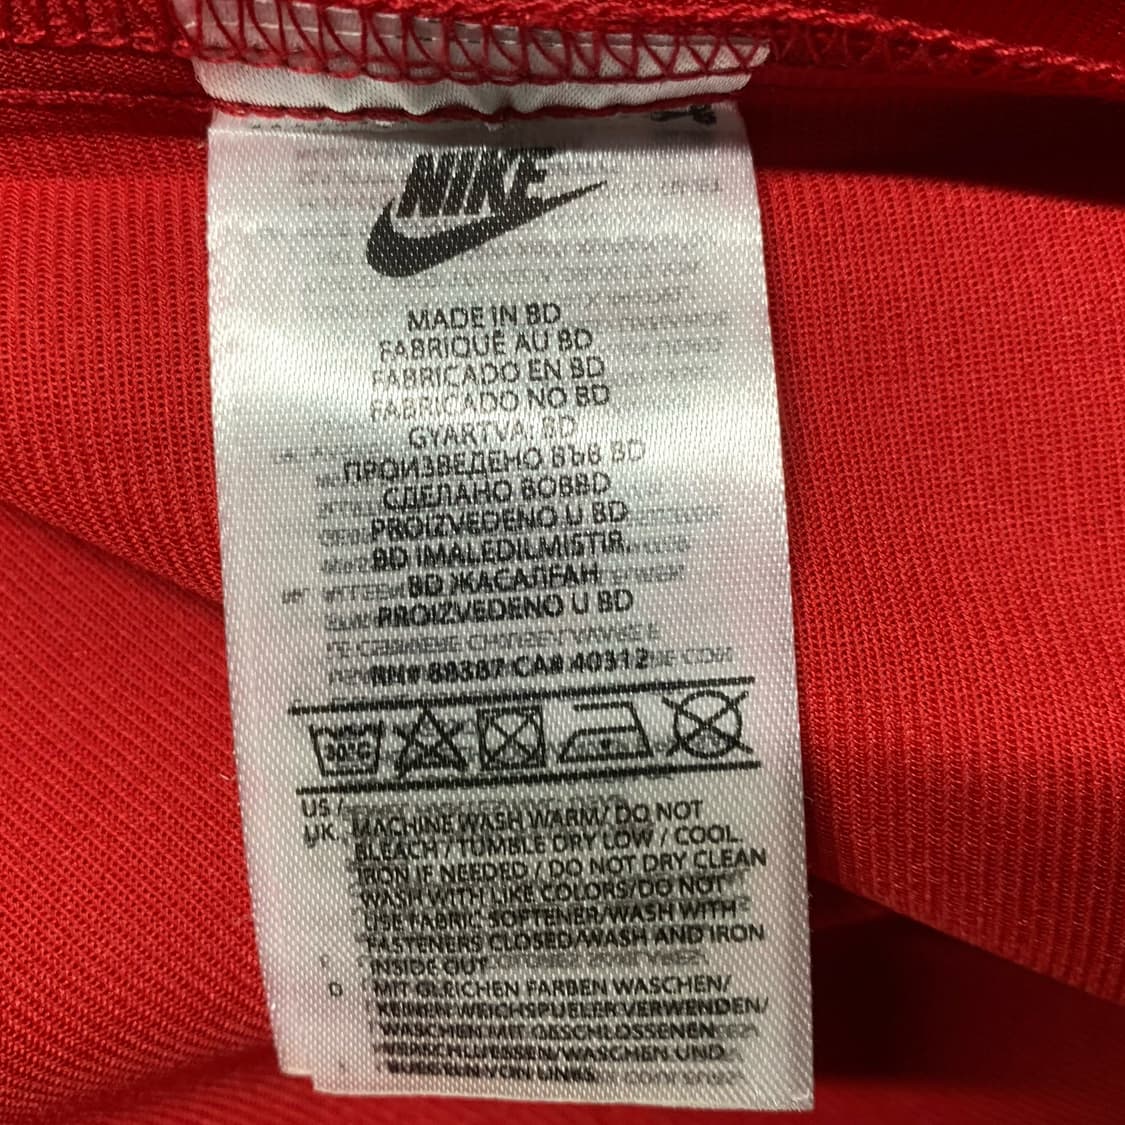 NIKE
MADE IN BD
FABRIQUÉ AU BD
FABRICADO EN BD
FABRICADO NO BD
GYARTVA: BD
ПРОИЗВЕДЕНО ВЪВ BD
СДЕЛАНО ВОВBD
PROIZVEDENO U BD
BD IMALEDILMISTIR.
BD ЖАСАЛҒАН
PROIZVEDENO U BD
RN# 88387 CA# 40312
30°C
US / MACHINE WASH WARM/ DO NOT
UK BLEACH / TUMBLE DRY LOW / COOL
IRON IF NEEDED / DO NOT DRY CLEAN
WASH WITH LIKE COLORS/DO NOT
USE FABRIC SOFTENER/WASH WITH
FASTENERS CLOSED/WASH AND IRON
INSIDE OUT
D MIT GLEICHEN FARBEN WASCHEN/
KEINEN WEICHSPUELER VERWENDEN/
WASCHEN MIT GESCHLOSSENEN
VERSCHLUESSEN/WASCHEN UND
BUEGELN VON LINKS